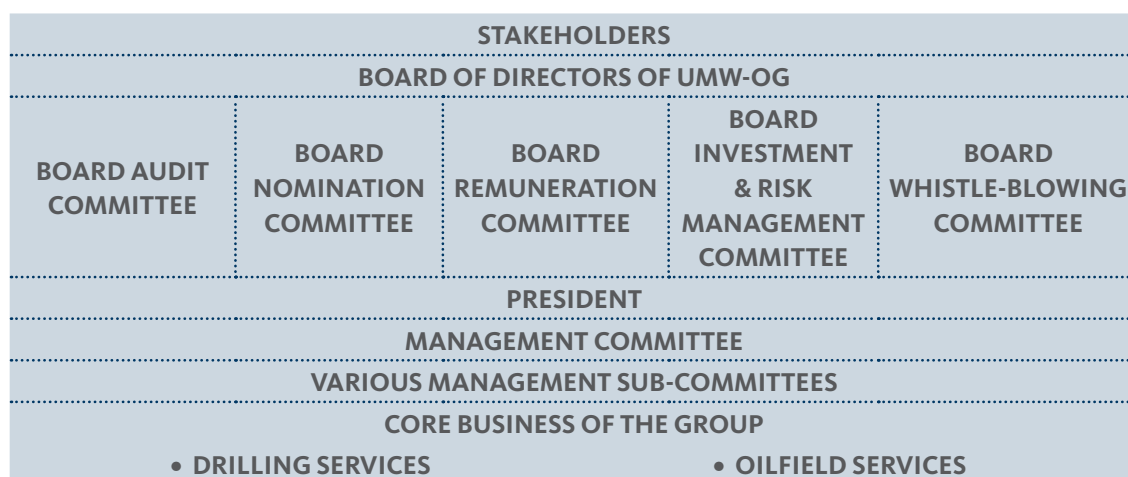 STAKEHOLDERS
BOARD OF DIRECTORS OF UMW-OG
BOARD AUDIT
COMMITTEE
BOARD
NOMINATION
COMMITTEE
BOARD
REMUNERATION
COMMITTEE
BOARD
INVESTMENT
& RISK
MANAGEMENT
COMMITTEE
BOARD
WHISTLE-BLOWING
COMMITTEE
PRESIDENT
MANAGEMENT COMMITTEE
VARIOUS MANAGEMENT SUB-COMMITTEES
CORE BUSINESS OF THE GROUP
• DRILLING SERVICES
• OILFIELD SERVICES